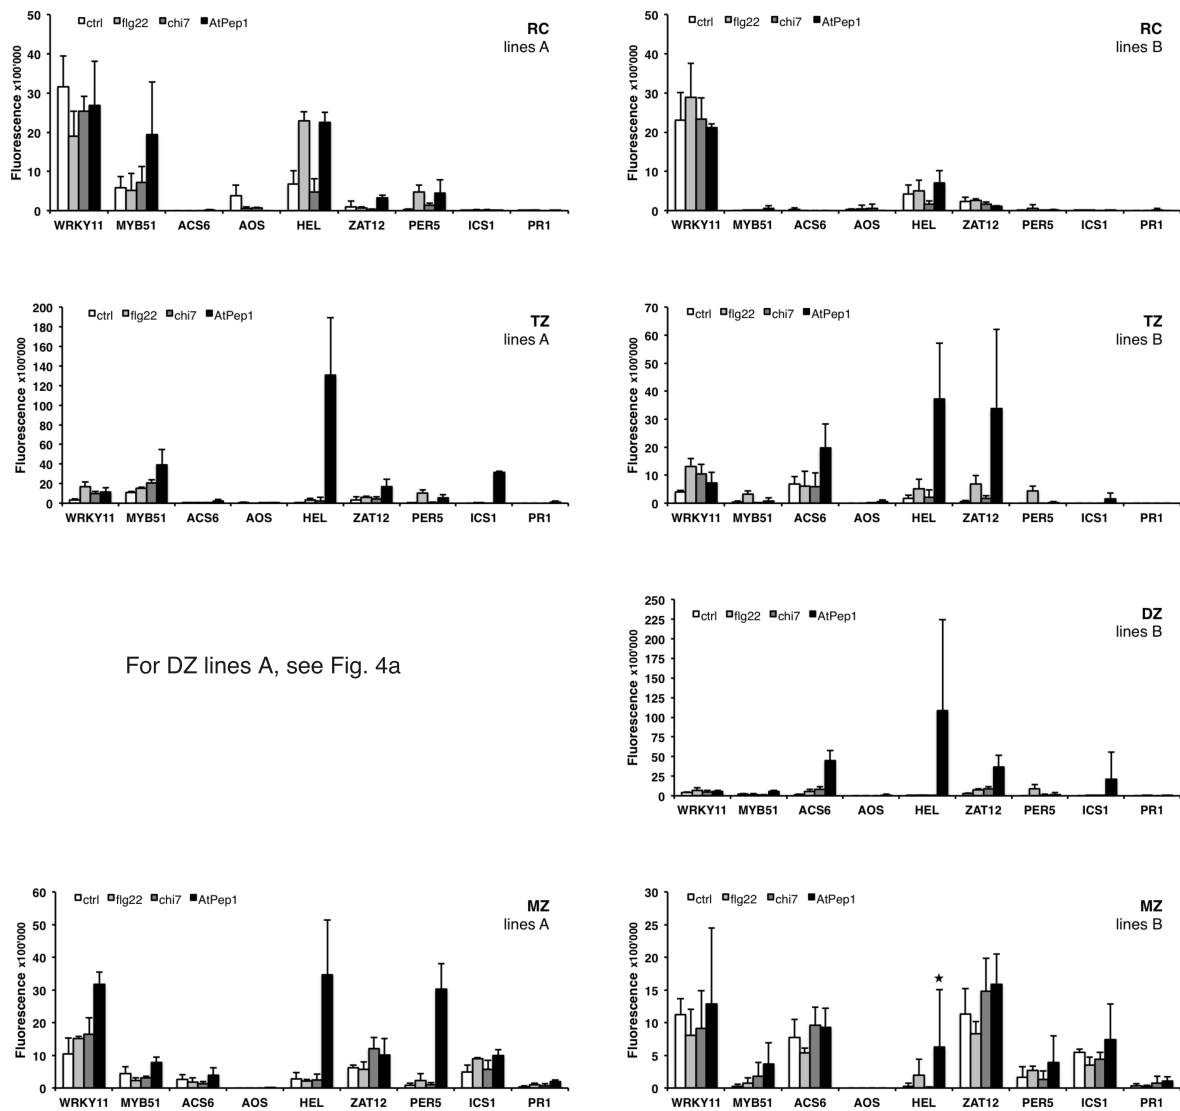 ctrl flg22 chi7 AtPep1
RC
lines A
Fluorescence x100'000
50
40
30
20
10
0
WRKY11 MYB51 ACS6 AOS HEL ZAT12 PER5 ICS1 PR1
ctrl flg22 chi7 AtPep1
RC
lines B
Fluorescence x100'000
50
40
30
20
10
0
WRKY11 MYB51 ACS6 AOS HEL ZAT12 PER5 ICS1 PR1
ctrl flg22 chi7 AtPep1
TZ
lines A
Fluorescence x100'000
200
180
160
140
120
100
80
60
40
20
0
WRKY11 MYB51 ACS6 AOS HEL ZAT12 PER5 ICS1 PR1
ctrl flg22 chi7 AtPep1
TZ
lines B
Fluorescence x100'000
70
60
50
40
30
20
10
0
WRKY11 MYB51 ACS6 AOS HEL ZAT12 PER5 ICS1 PR1
For DZ lines A, see Fig. 4a
ctrl flg22 chi7 AtPep1
DZ
lines B
Fluorescence x100'000
250
225
200
175
150
125
100
75
50
25
0
WRKY11 MYB51 ACS6 AOS HEL ZAT12 PER5 ICS1 PR1
ctrl flg22 chi7 AtPep1
MZ
lines A
Fluorescence x100'000
60
50
40
30
20
10
0
WRKY11 MYB51 ACS6 AOS HEL ZAT12 PER5 ICS1 PR1
ctrl flg22 chi7 AtPep1
MZ
lines B
Fluorescence x100'000
30
25
20
15
10
5
0
★
WRKY11 MYB51 ACS6 AOS HEL ZAT12 PER5 ICS1 PR1